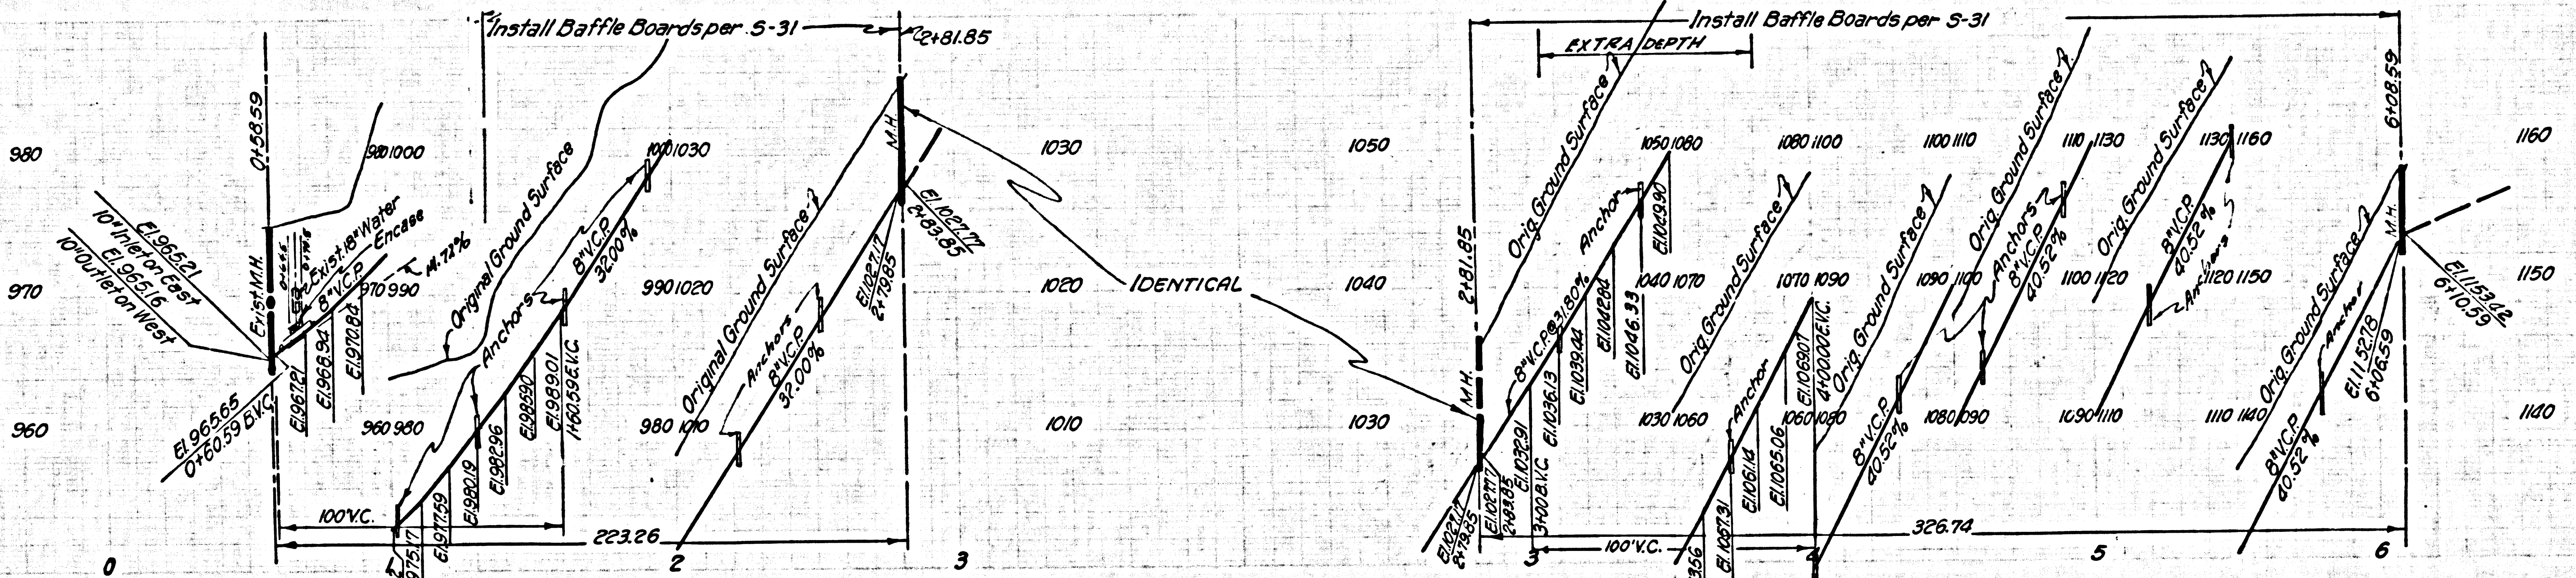 Install Baffle Boards per S-31
2+81.85
0+58.59
980
980 1000
1000 1030
1030
M.H.
Original Ground Surface
El.965.21
10" Inlet on East
El.965.16
10" Outlet on West
Exist. M.H.
Exist. 18" Water
Encase
8" V.C.P.
14.72%
970
970 990
990 1020
1020
El.965.65
0+60.59 B.V.C.
El.967.21
El.968.94
El.970.84
Anchors
8" V.C.P.
32.00%
Original Ground Surface
Anchors
8" V.C.P.
32.00%
El.1027.17
2+79.85
El.1027.77
2+83.85
960
960 980
980 1010
1010
El.977.59
El.980.19
El.982.96
El.985.90
El.989.01
1+60.59 E.V.C.
100' V.C.
223.26
0
1
2
3
IDENTICAL
Install Baffle Boards per S-31
EXTRA DEPTH
2+81.85
6+08.59
1050
1050 1080
1080 1100
1100 1110
1110 1130
1130 1160
1160
Orig. Ground Surface
Anchor
El.1049.90
Orig. Ground Surface
Orig. Ground Surface
Orig. Ground Surface
Orig. Ground Surface
Orig. Ground Surface
1040
1040 1070
1070 1090
1090 1100
1100 1120
1120 1150
1150
M.H.
8" V.C.P. @ 31.80%
El.1032.91
3+00 B.V.C.
El.1036.13
El.1039.44
El.1042.84
El.1046.33
Anchor
El.1061.14
El.1065.06
El.1069.07
4+00.00 E.V.C.
8" V.C.P.
40.52%
Anchors
8" V.C.P.
40.52%
8" V.C.P.
40.52%
Anchors
Anchor
8" V.C.P.
40.52%
M.H.
El.1152.18
6+06.59
El.1153.42
6+10.59
1030
1030 1060
1060 1080
1080 1090
1090 1110
1110 1140
1140
El.1027.17
2+79.85
El.1027.77
2+83.85
El.1057.31
100' V.C.
326.74
3
4
5
6